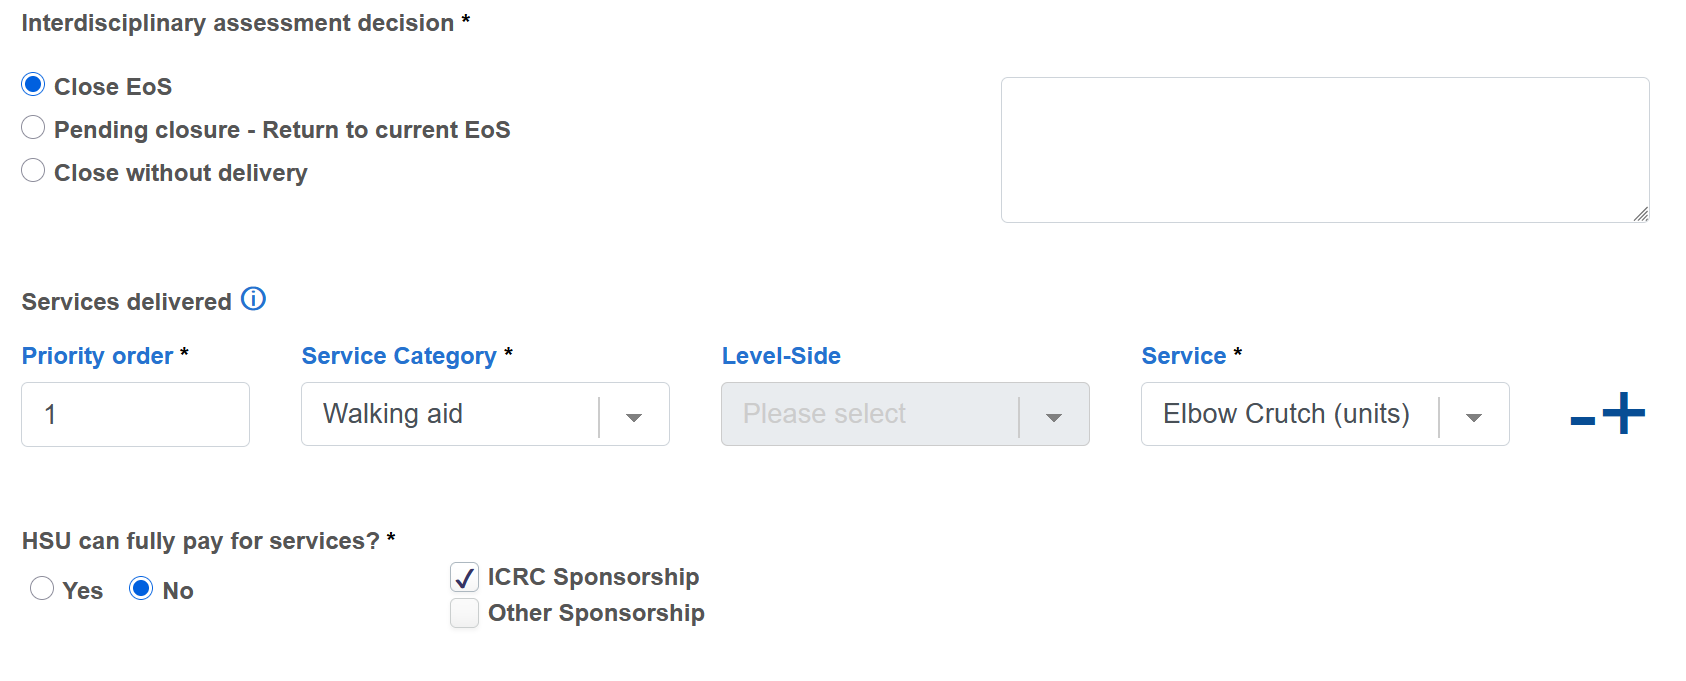 Interdisciplinary assessment decision *
Close EoS
Pending closure - Return to current EoS
Close without delivery
Services delivered
Priority order * Service Category * Level-Side Service *
1 Walking aid Please select Elbow Crutch (units) - +
HSU can fully pay for services? *
Yes No
ICRC Sponsorship
Other Sponsorship